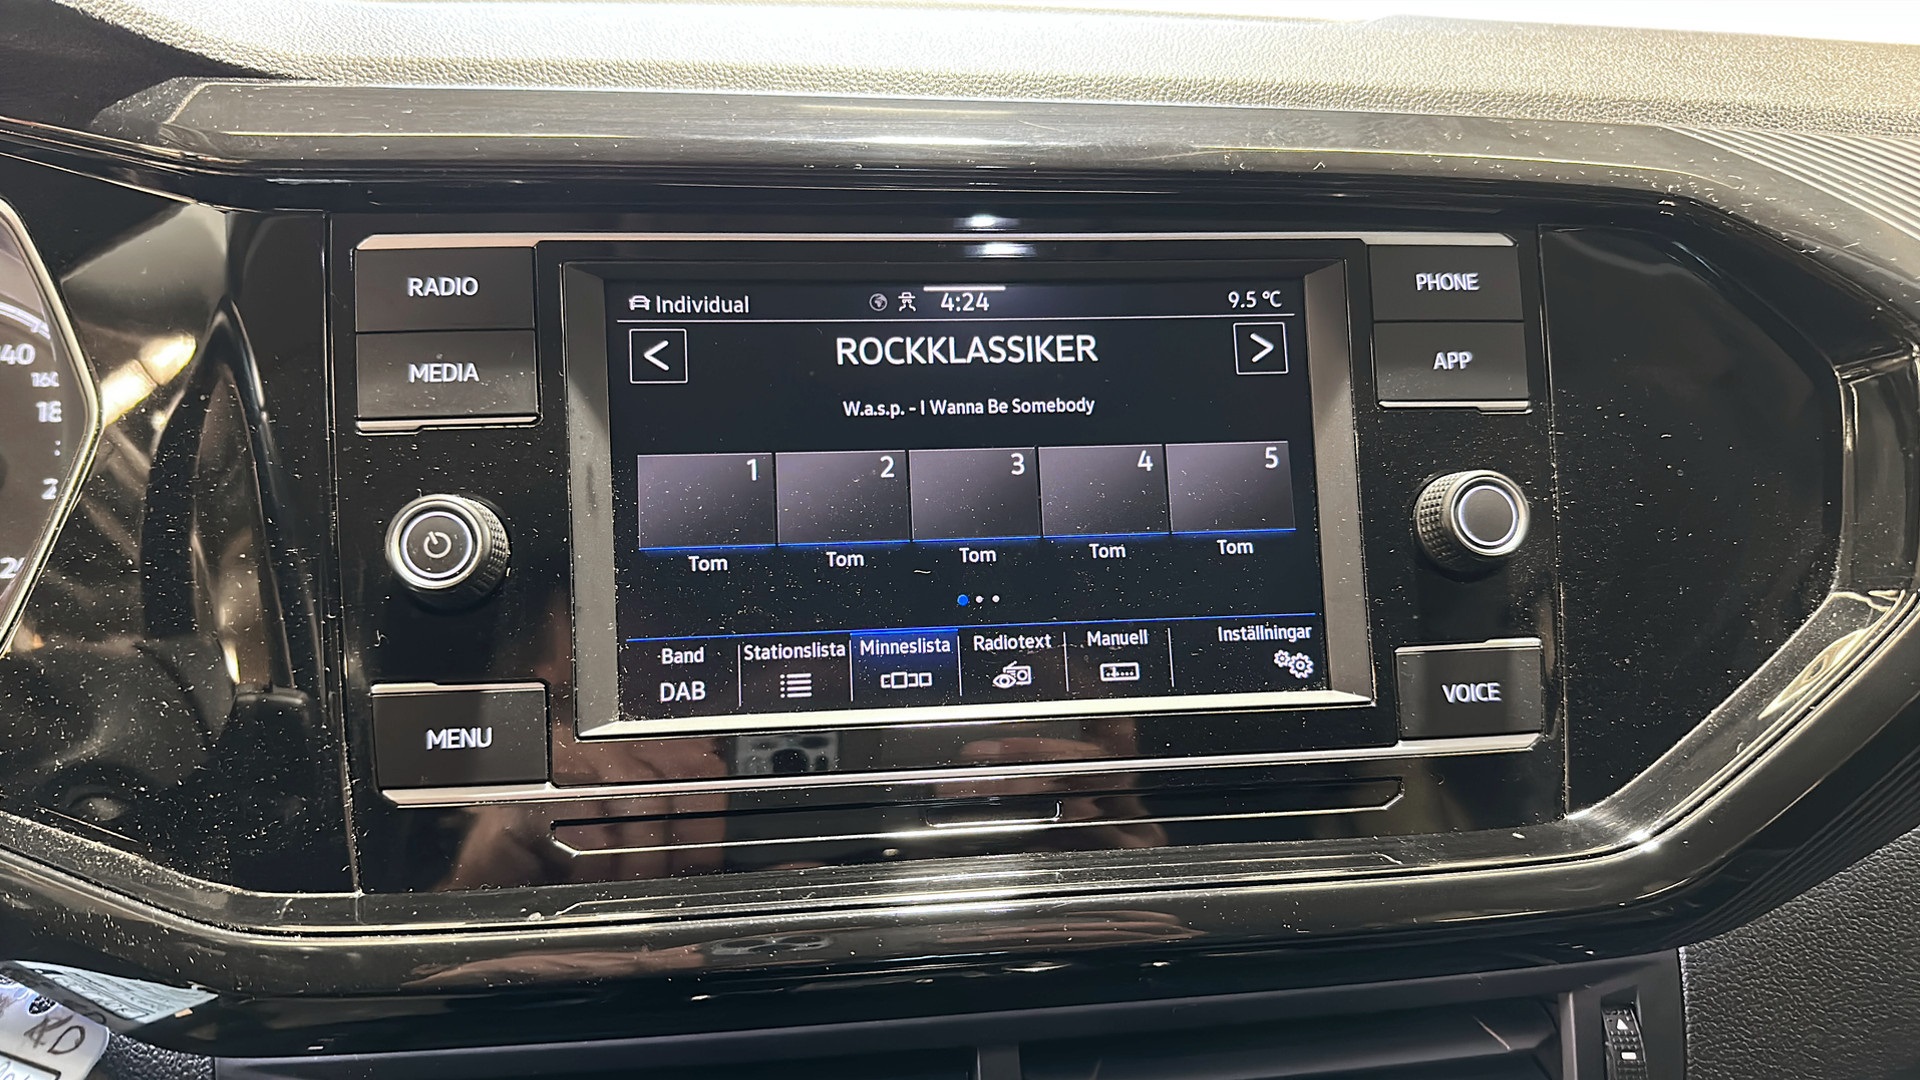 RADIO
MEDIA
MENU
Individual
4:24
9.5 °C
<
ROCKKLASSIKER
>
W.a.s.p. - I Wanna Be Somebody
1
2
3
4
5
Tom
Tom
Tom
Tom
Tom
Band
DAB
Stationslista
Minneslista
Radiotext
Manuell
Inställningar
PHONE
APP
VOICE
160